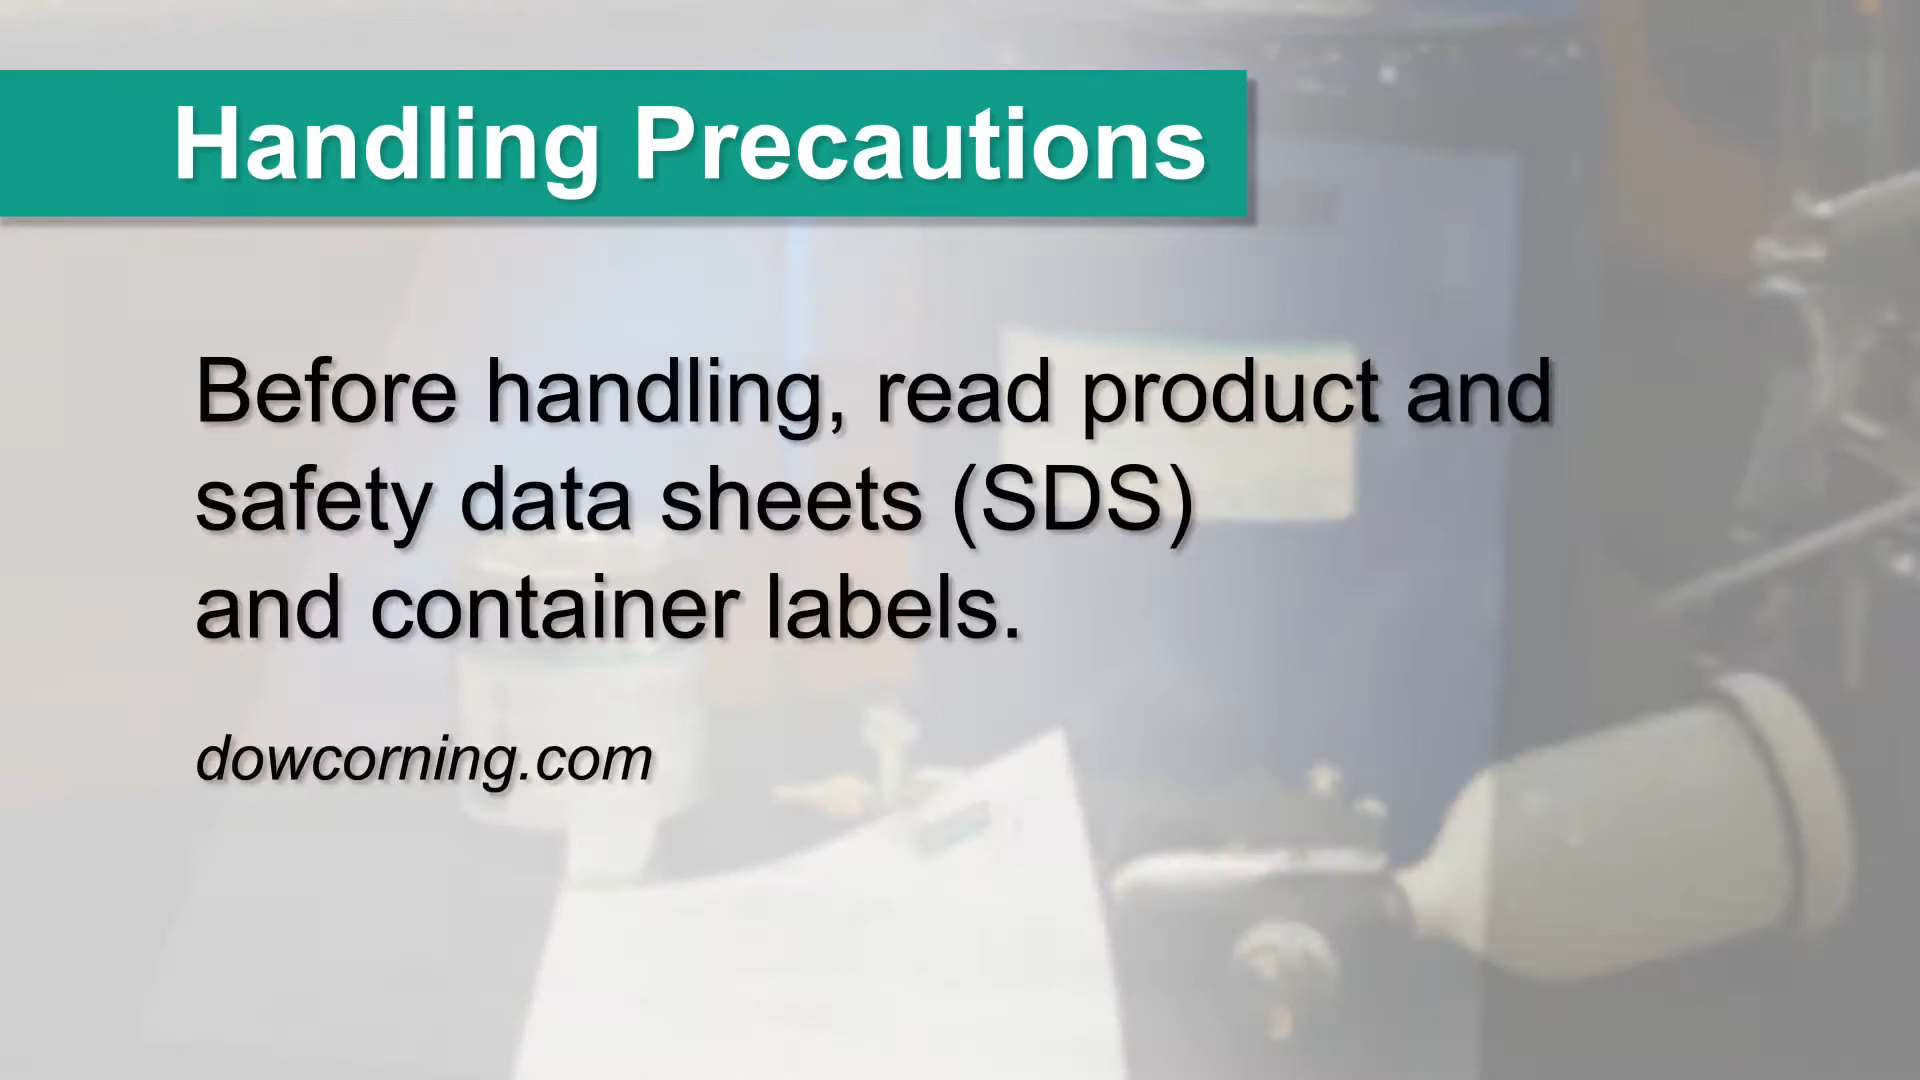 Handling Precautions
Before handling, read product and
safety data sheets (SDS)
and container labels.
dowcorning.com